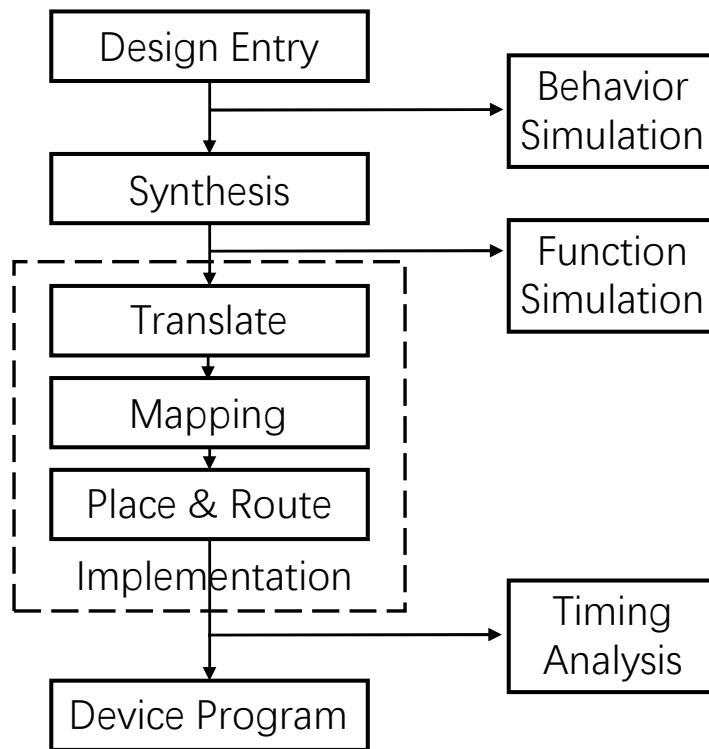 Design Entry
Behavior
Simulation
Synthesis
Function
Simulation
Translate
Mapping
Place & Route
Implementation
Timing
Analysis
Device Program